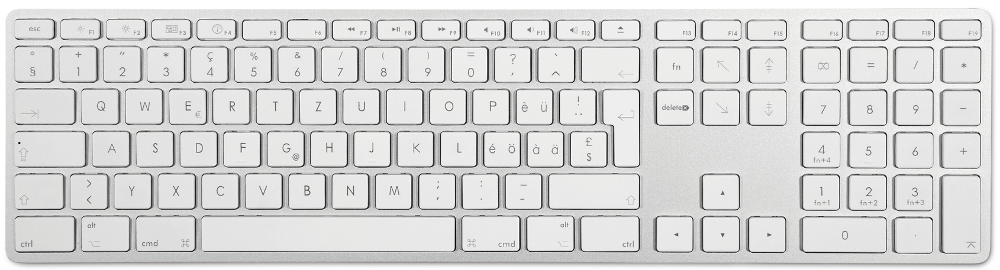 esc F1 F2 F3 F4 F5 F6 F7 F8 F9 F10 F11 F12 F13 F14 F15 F16 F17 F18 F19
° + " * Ç % & / ( ) = ? `
§ 1 2 3 4 5 6 7 8 9 0 ' ^ fn = / *
Q W E € R T Z U I O P è ü ! ¨ delete 7 8 9 -
A S D F G @ H J K L é ö à ä £ $ 4 fn+4 5 6 +
> < Y X C V B N M ; , : . _ - 1 fn+1 2 fn+2 3 fn+3
ctrl alt cmd ⌘ ⌘ cmd alt ctrl 0 .